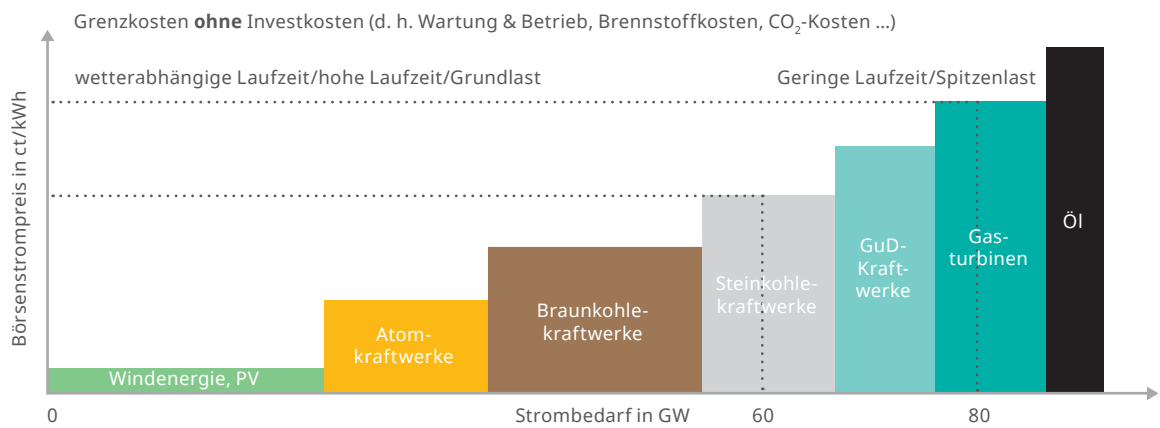 Grenzkosten ohne Investkosten (d. h. Wartung & Betrieb, Brennstoffkosten, CO₂-Kosten ...)
wetterabhängige Laufzeit/hohe Laufzeit/Grundlast
Geringe Laufzeit/Spitzenlast
Börsenstrompreis in ct/kWh
Windenergie, PV
Atom-
kraftwerke
Braunkohle-
kraftwerke
Steinkohle-
kraftwerke
GuD-
Kraft-
werke
Gas-
turbinen
Öl
0
Strombedarf in GW
60
80